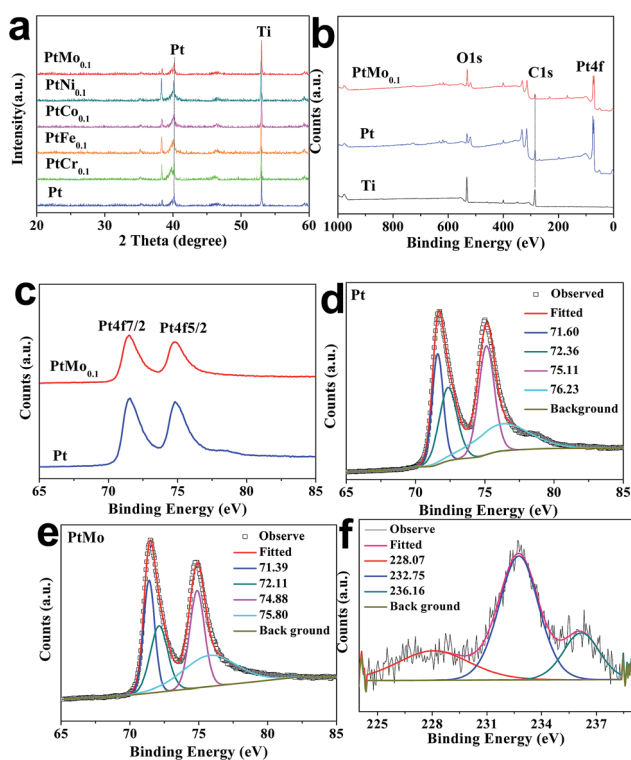 a
Intensity(a.u.)
PtMo0.1
PtNi0.1
PtCo0.1
PtFe0.1
PtCr0.1
Pt
Pt
Ti
20 30 40 50 60
2 Theta (degree)
b
Counts (a.u.)
PtMo0.1
Pt
Ti
O1s
C1s
Pt4f
1000 800 600 400 200 0
Binding Energy (eV)
c
Counts (a.u.)
Pt4f7/2 Pt4f5/2
PtMo0.1
Pt
65 70 75 80 85
Binding Energy (eV)
d
Counts (a.u.)
Pt
Observed
Fitted
71.60
72.36
75.11
76.23
Background
65 70 75 80 85
Binding Energy (eV)
e
Counts (a.u.)
PtMo
Observe
Fitted
71.39
72.11
74.88
75.80
Back ground
65 70 75 80 85
Binding Energy (eV)
f
Counts (a.u.)
Observe
Fitted
228.07
232.75
236.16
Back ground
225 228 231 234 237
Binding Energy (eV)